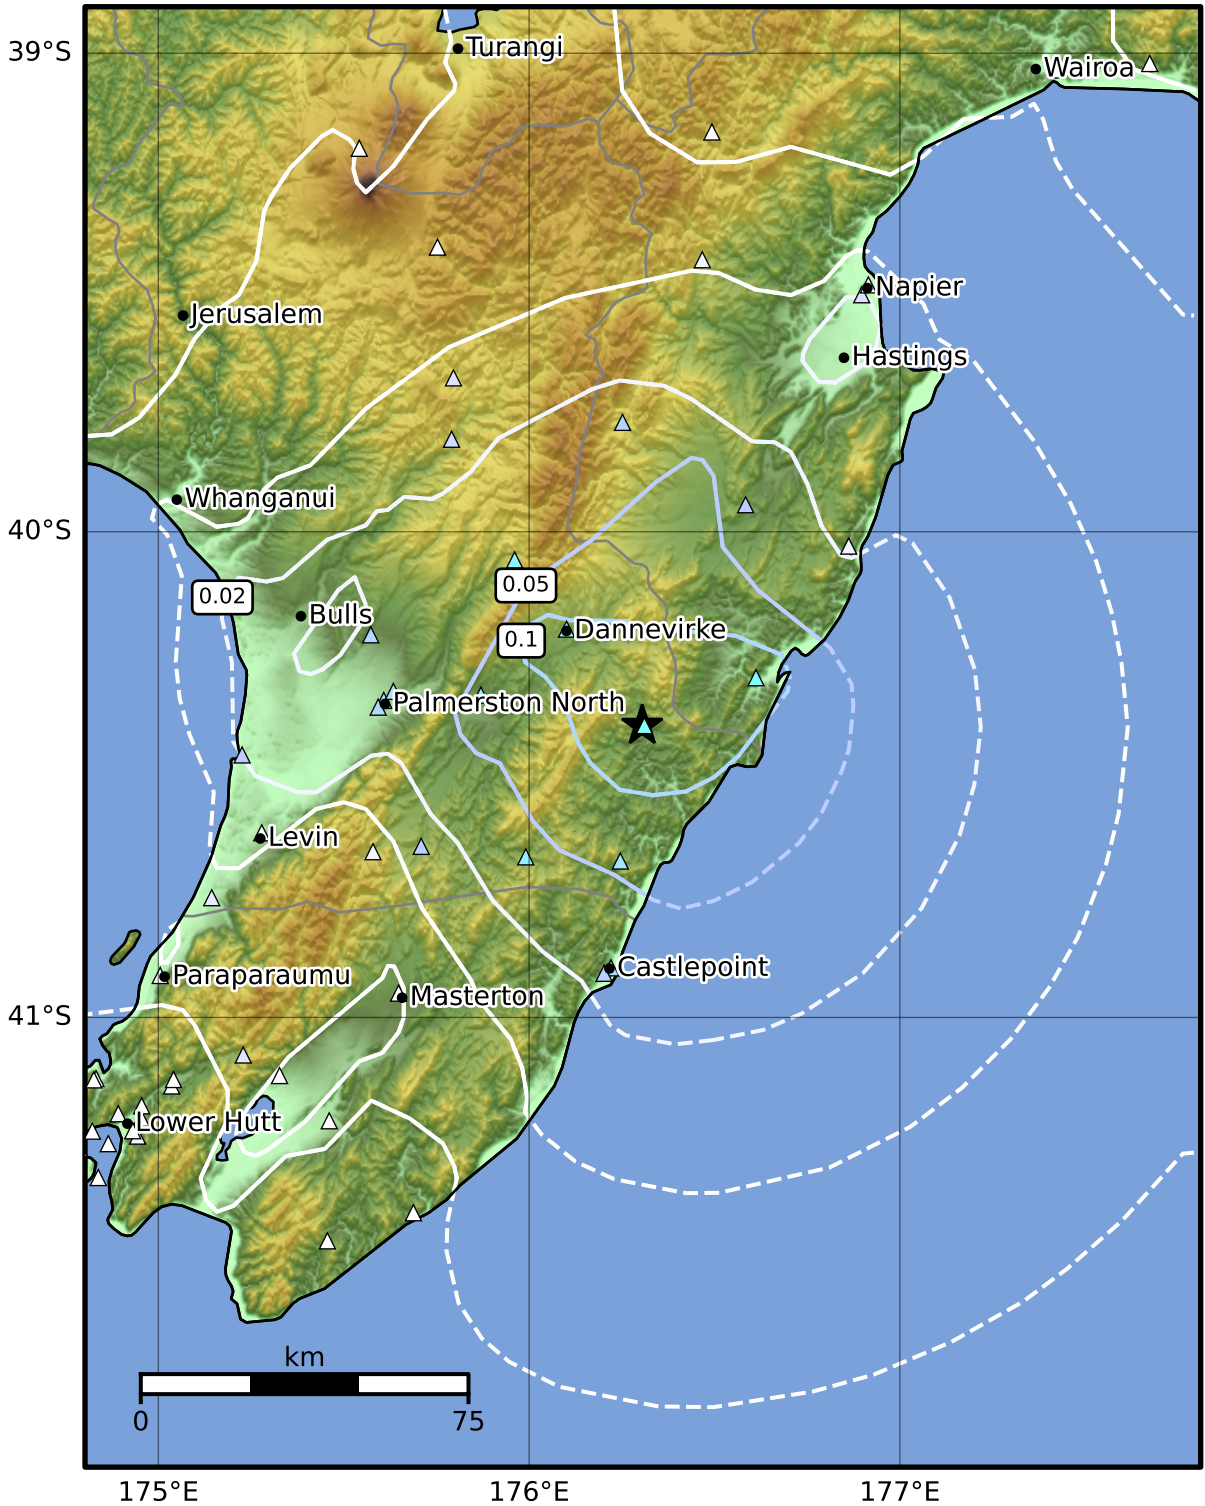 39°S
Turangi
Wairoa
Napier
Jerusalem
Hastings
Whanganui
40°S
0.05
0.02
Bulls
0.1
Dannevirke
Palmerston North
Levin
Castlepoint
Paraparaumu
Masterton
41°S
Lower Hutt
km
0
75
175°E
176°E
177°E